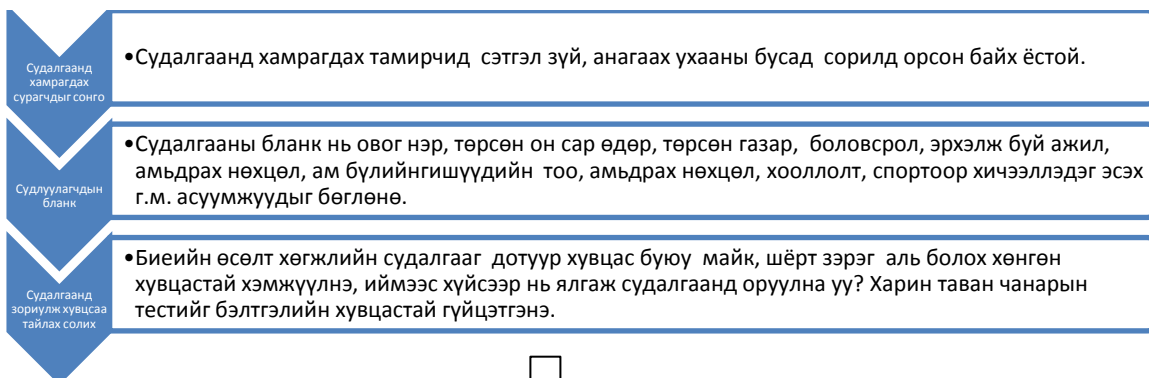 Судалгаанд
хамрагдах
сурагчдыг сонго
•Судалгаанд хамрагдах тамирчид сэтгэл зүй, анагаах ухааны бусад сорилд орсон байх ёстой.
Судлуулагчдын
бланк
•Судалгааны бланк нь овог нэр, төрсөн он сар өдөр, төрсөн газар, боловсрол, эрхэлж буй ажил,
амьдрах нөхцөл, ам бүлийнгишүүдийн тоо, амьдрах нөхцөл, хооллолт, спортоор хичээллэдэг эсэх
г.м. асуумжуудыг бөглөнө.
Судалгаанд
зориулж хувцсаа
тайлах солих
•Биеийн өсөлт хөгжлийн судалгааг дотуур хувцас буюу майк, шёрт зэрэг аль болох хөнгөн
хувцастай хэмжүүлнэ, иймээс хүйсээр нь ялгаж судалгаанд оруулна уу? Харин таван чанарын
тестийг бэлтгэлийн хувцастай гүйцэтгэнэ.